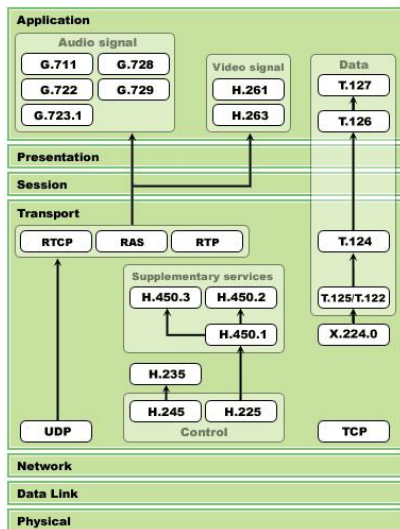 Application
Audio signal
G.711 G.728
G.722 G.729
G.723.1
Video signal
H.261
H.263
Data
T.127
T.126
Presentation
Session
Transport
RTCP RAS RTP
T.124
Supplementary services
H.450.3 H.450.2
H.450.1
T.125/T.122
X.224.0
H.235
H.245 H.225
Control
UDP
TCP
Network
Data Link
Physical